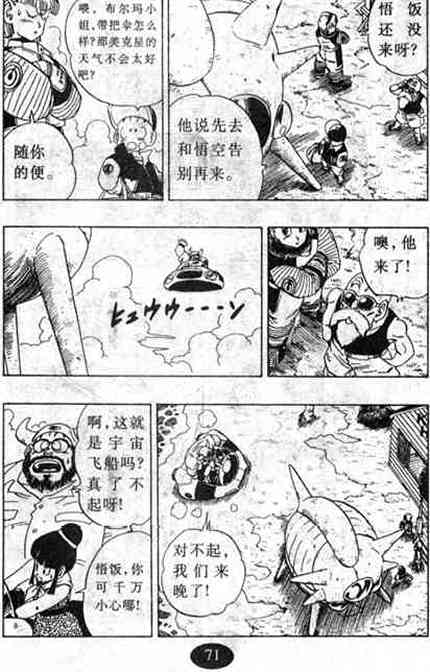 悟饭
还没
来呀?
他说先去
和悟空告
别再来。
喂，布尔玛小
姐，带把伞怎么
样?那美克星的
天气不会太好
吧?
随你
的便。
噢，他
来了!
ヒュウウーーーン
对不起，
我们来
晚了!
啊，这就
是宇宙
飞船吗?
真了不
起呀!
悟饭，你
可千万
小心哪!
71